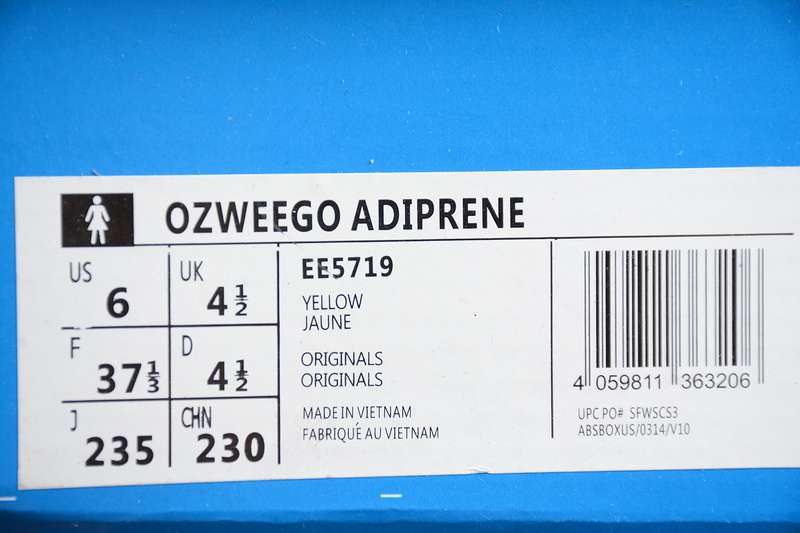 OZWEEGO ADIPRENE
US 6
UK 4 1/2
F 37 1/3
D 4 1/2
J 235
CHN 230
EE5719
YELLOW
JAUNE
ORIGINALS
ORIGINALS
MADE IN VIETNAM
FABRIQUÉ AU VIETNAM
4 059811 363206
UPC PO# SFWSCS3
ABSBOXUS/0314/V10